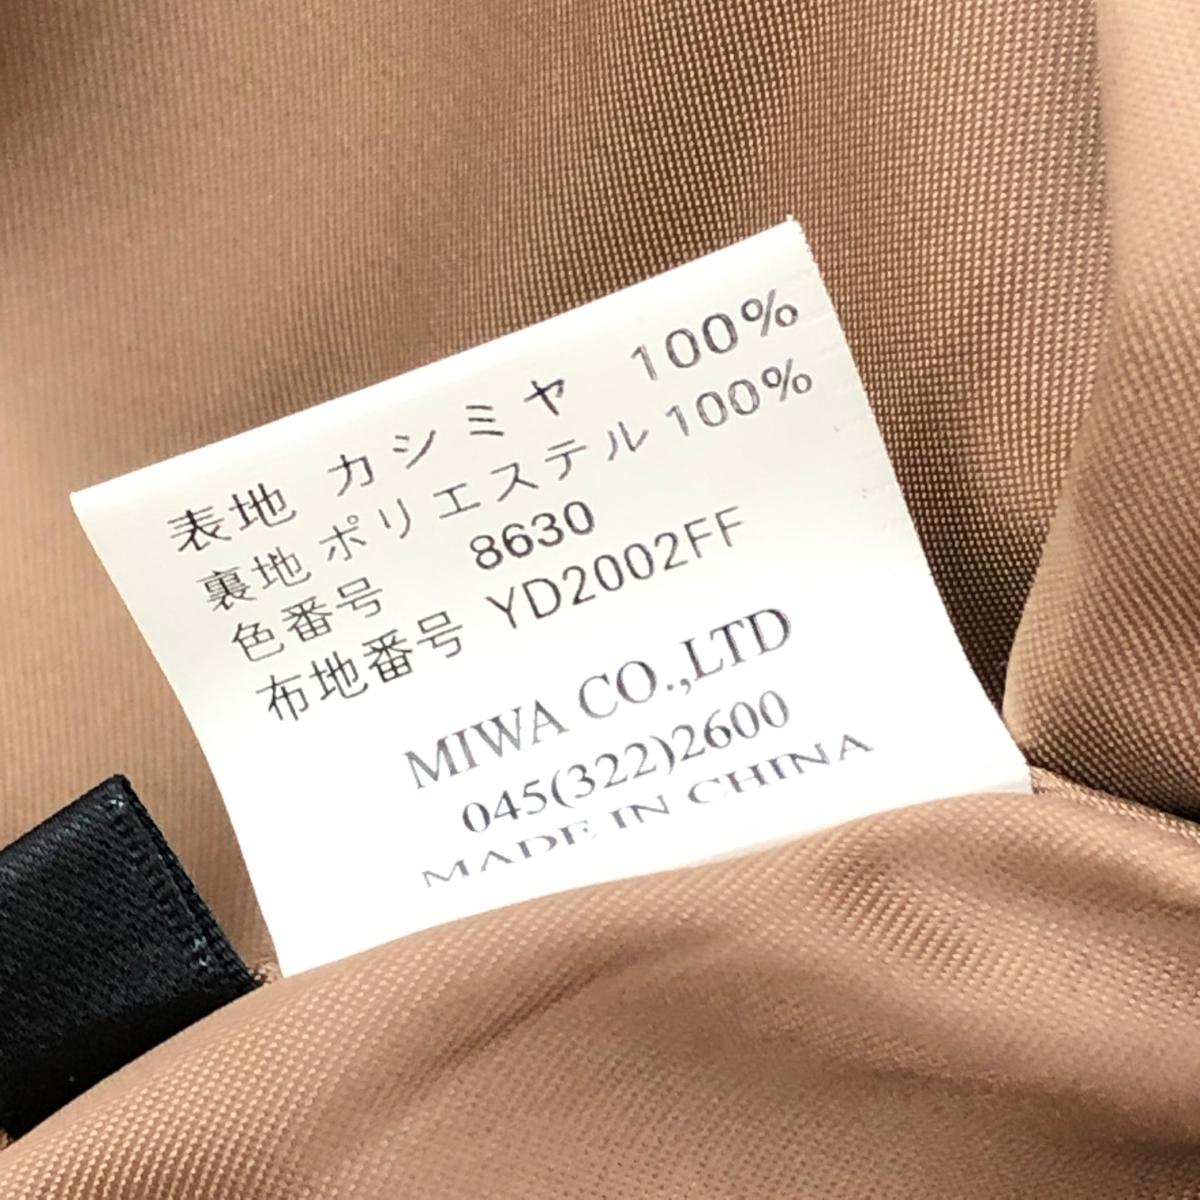 表地 カシミヤ 100%
裏地 ポリエステル 100%
色番号 8630
布地番号 YD2002FF
MIWA CO.,LTD
045(322)2600
MADE IN CHINA